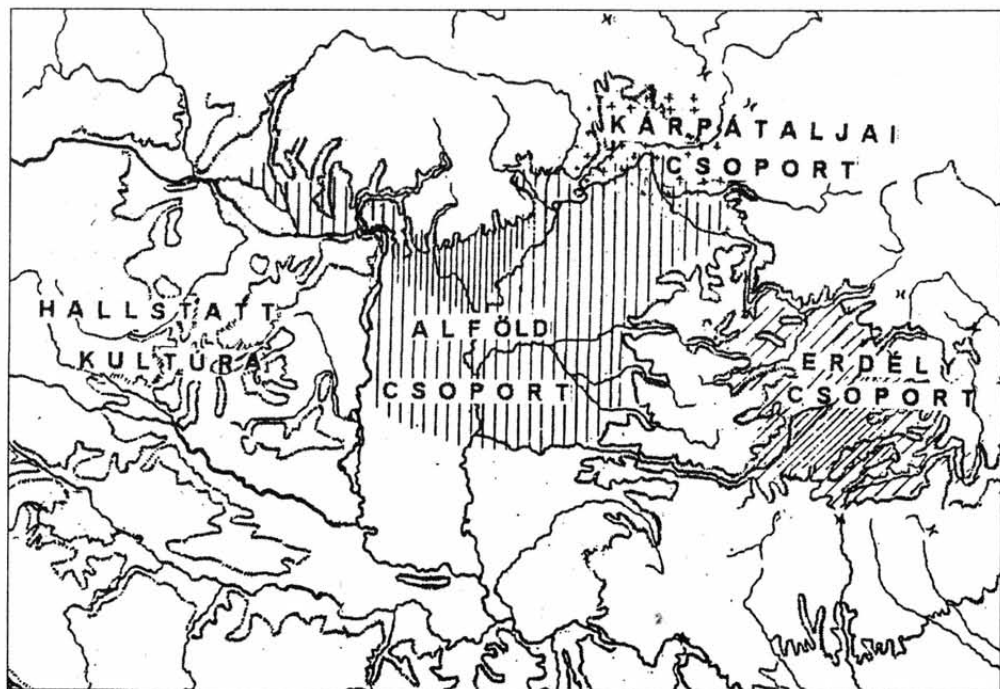 KÁRPÁTALJAI
CSOPORT
HALLSTATT
KULTÚRA
ALFÖLD
CSOPORT
ERDÉLY
CSOPORT